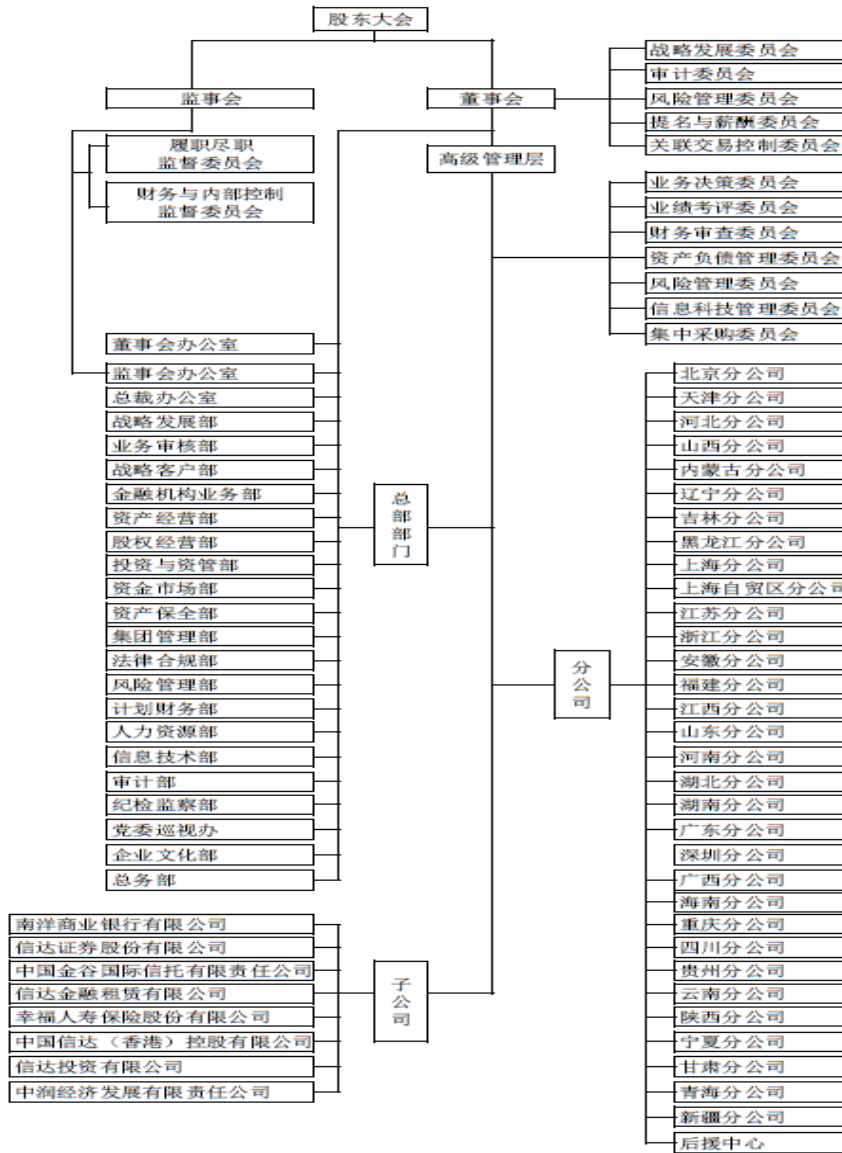 股东大会
监事会
董事会
战略发展委员会
审计委员会
风险管理委员会
提名与薪酬委员会
关联交易控制委员会
履职尽职
监督委员会
财务与内部控制
监督委员会
高级管理层
业务决策委员会
业绩考评委员会
财务审查委员会
资产负债管理委员会
风险管理委员会
信息科技管理委员会
集中采购委员会
董事会办公室
监事会办公室
总裁办公室
战略发展部
业务审核部
战略客户部
金融机构业务部
资产经营部
股权经营部
投资与资管部
资金市场部
资产保全部
集团管理部
法律合规部
风险管理部
计划财务部
人力资源部
信息技术部
审计部
纪检监察部
党委巡视办
企业文化部
总务部
总部部门
分公司
北京分公司
天津分公司
河北分公司
山西分公司
内蒙古分公司
辽宁分公司
吉林分公司
黑龙江分公司
上海分公司
上海自贸区分公司
江苏分公司
浙江分公司
安徽分公司
福建分公司
江西分公司
山东分公司
河南分公司
湖北分公司
湖南分公司
广东分公司
深圳分公司
广西分公司
海南分公司
重庆分公司
四川分公司
贵州分公司
云南分公司
陕西分公司
宁夏分公司
甘肃分公司
青海分公司
新疆分公司
后援中心
子公司
南洋商业银行有限公司
信达证券股份有限公司
中国金谷国际信托有限责任公司
信达金融租赁有限公司
幸福人寿保险股份有限公司
中国信达（香港）控股有限公司
信达投资有限公司
中润经济发展有限责任公司